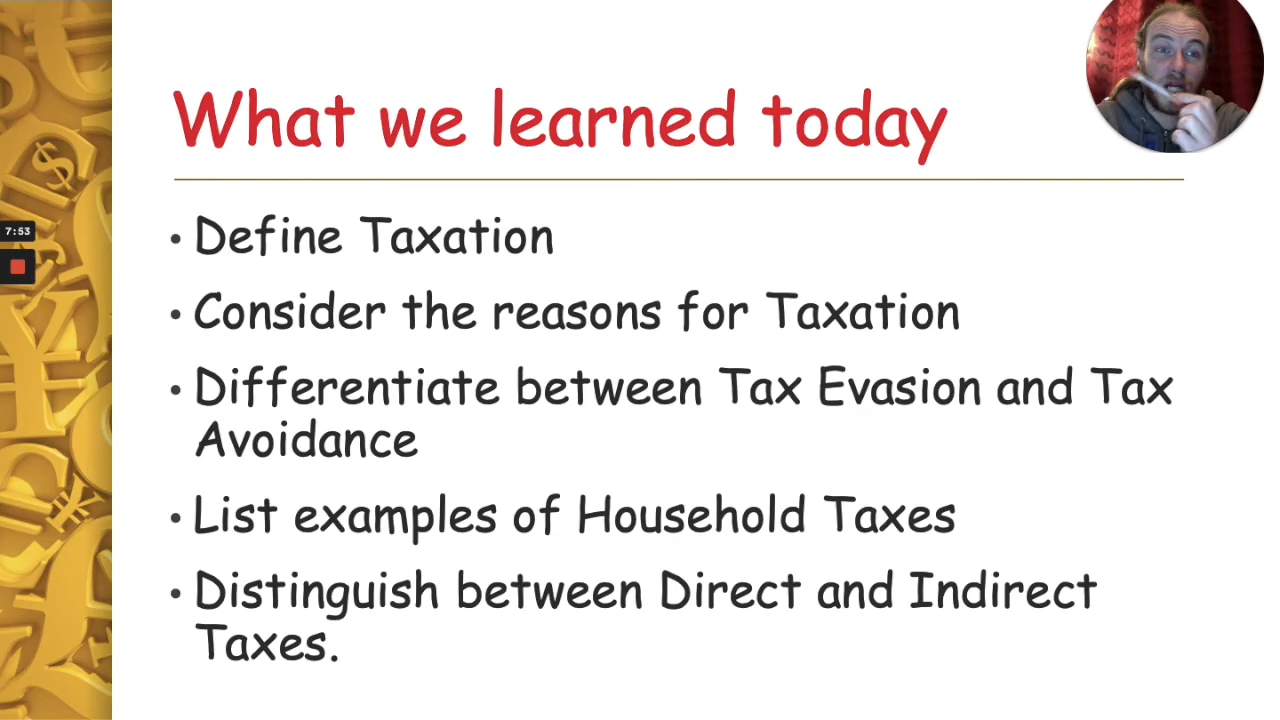 What we learned today
• Define Taxation
• Consider the reasons for Taxation
• Differentiate between Tax Evasion and Tax
Avoidance
• List examples of Household Taxes
• Distinguish between Direct and Indirect
Taxes.
7:53